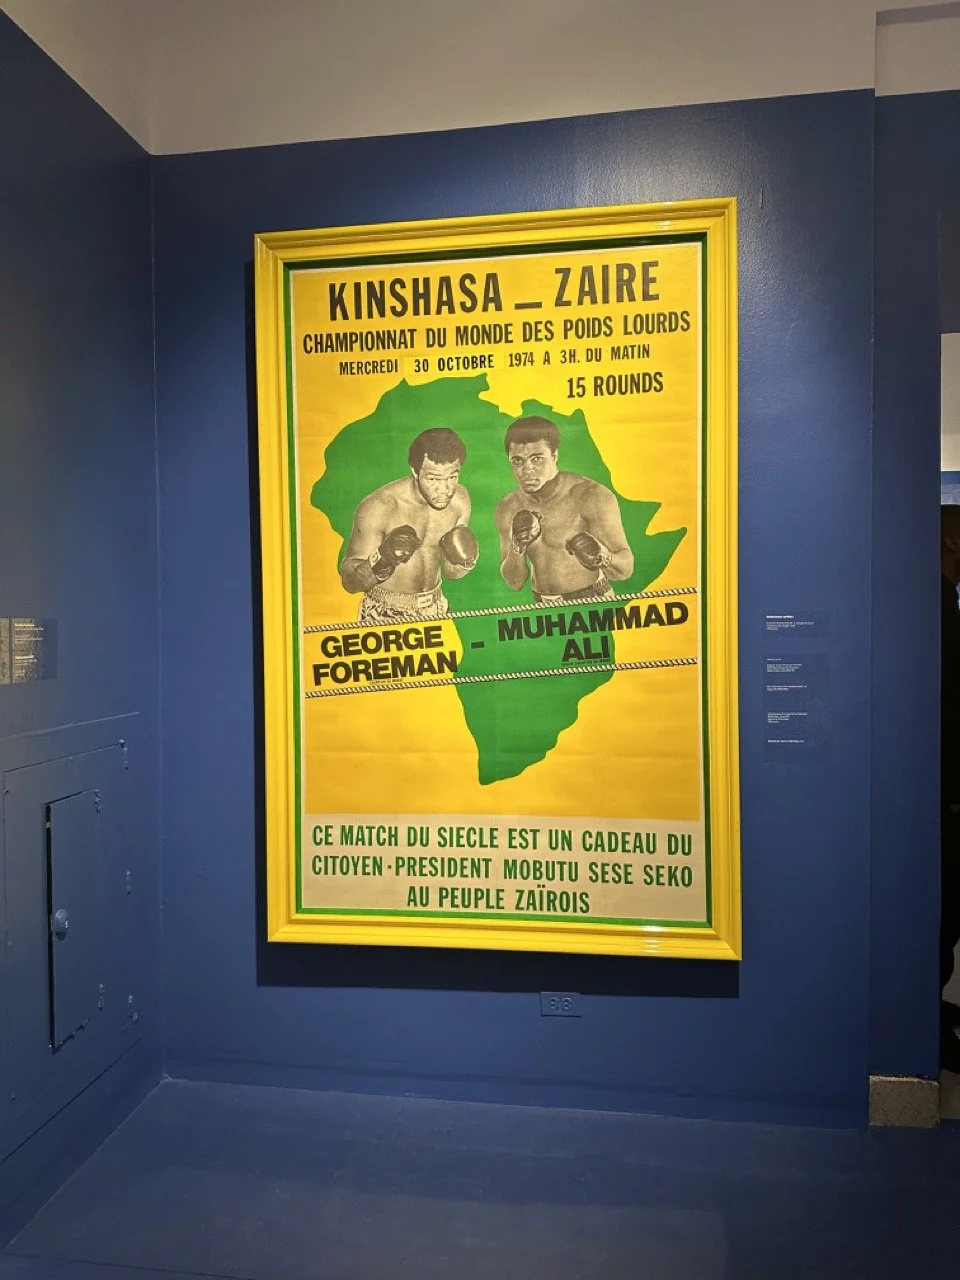 KINSHASA — ZAIRE
CHAMPIONNAT DU MONDE DES POIDS LOURDS
MERCREDI 30 OCTOBRE 1974 A 3H. DU MATIN
15 ROUNDS
GEORGE
FOREMAN
-
MUHAMMAD
ALI
CE MATCH DU SIECLE EST UN CADEAU DU
CITOYEN-PRESIDENT MOBUTU SESE SEKO
AU PEUPLE ZAÏROIS